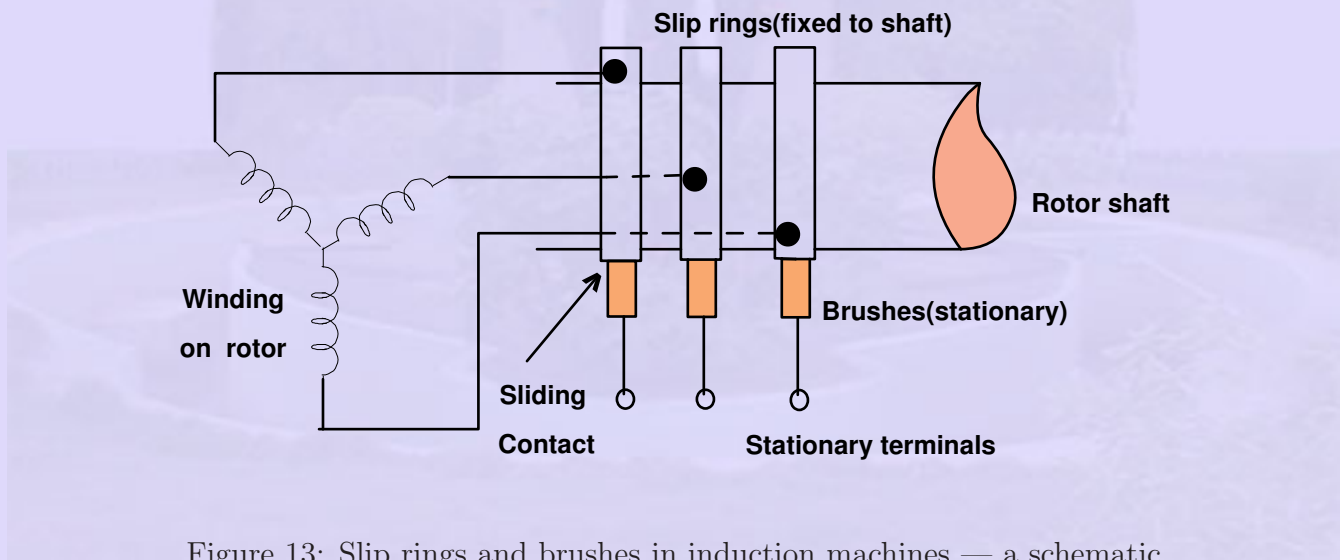 Slip rings(fixed to shaft)
Rotor shaft
Winding
on rotor
Brushes(stationary)
Sliding
Contact
Stationary terminals
Figure 13: Slip rings and brushes in induction machines — a schematic